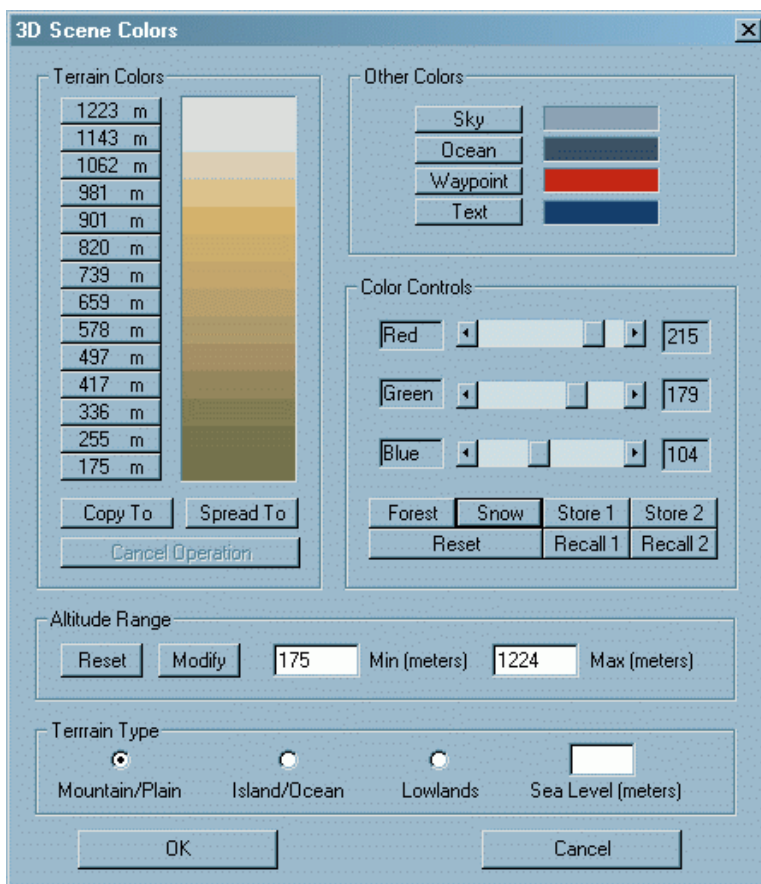 3D Scene Colors
Terrain Colors
1223 m
1143 m
1062 m
981 m
901 m
820 m
739 m
659 m
578 m
497 m
417 m
336 m
255 m
175 m
Copy To Spread To
Cancel Operation
Other Colors
Sky
Ocean
Waypoint
Text
Color Controls
Red 215
Green 179
Blue 104
Forest Snow Store 1 Store 2
Reset Recall 1 Recall 2
Altitude Range
Reset Modify 175 Min (meters) 1224 Max (meters)
Terrrain Type
Mountain/Plain Island/Ocean Lowlands Sea Level (meters)
OK Cancel